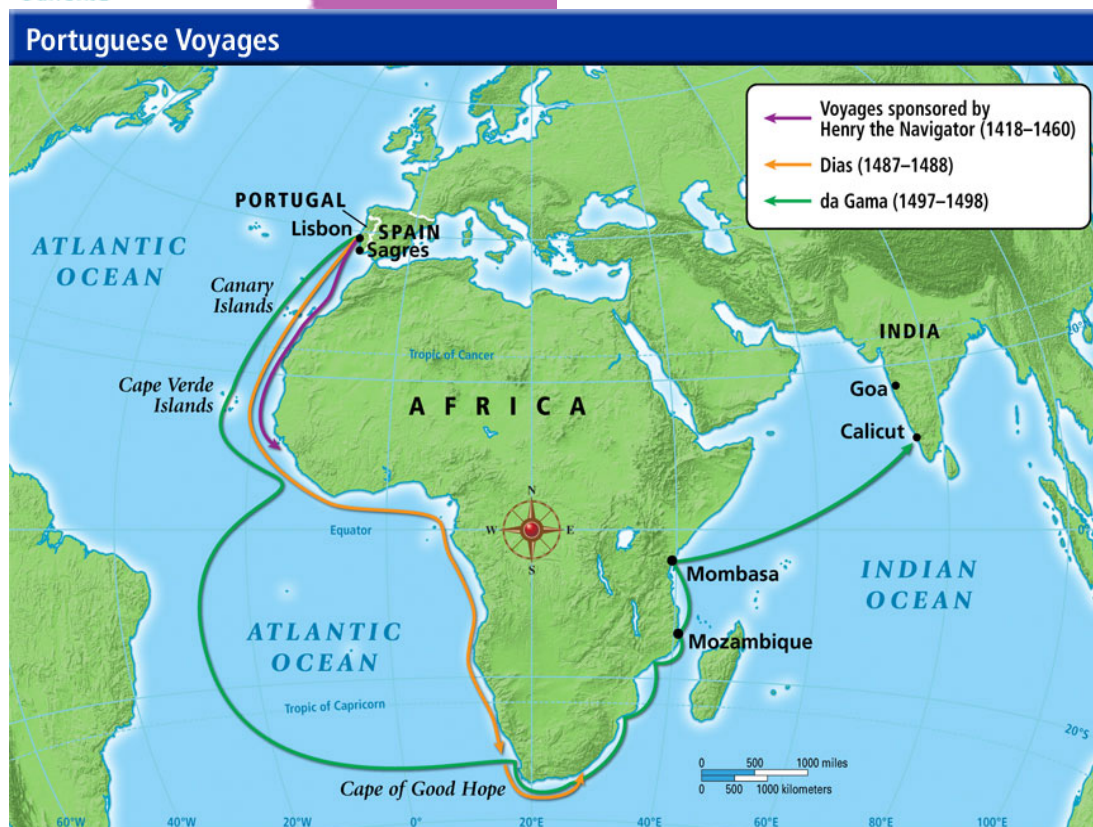 Portuguese Voyages
Voyages sponsored by
Henry the Navigator (1418–1460)
Dias (1487–1488)
da Gama (1497–1498)
PORTUGAL
Lisbon
SPAIN
Sagres
ATLANTIC
OCEAN
Canary
Islands
Tropic of Cancer
INDIA
20°N
Cape Verde
Islands
AFRICA
Goa
Calicut
N
W
E
S
Equator
0°
Mombasa
INDIAN
OCEAN
ATLANTIC
OCEAN
Mozambique
Tropic of Capricorn
20°S
Cape of Good Hope
0 500 1000 miles
0 500 1000 kilometers
60°W
40°W
20°W
0°
20°E
40°E
60°E
80°E
100°E